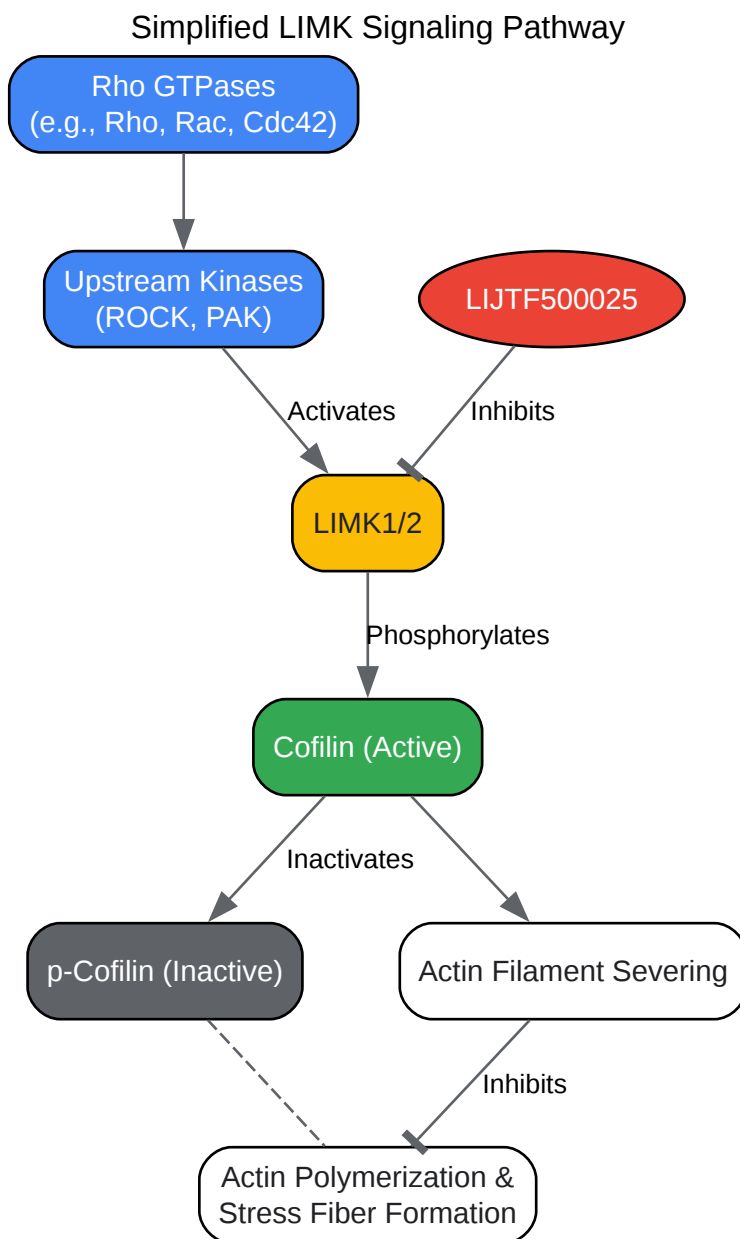 Simplified LIMK Signaling Pathway
Rho GTPases
(e.g., Rho, Rac, Cdc42)
Upstream Kinases
(ROCK, PAK)
LIJTF500025
Activates
Inhibits
LIMK1/2
Phosphorylates
Cofilin (Active)
Inactivates
p-Cofilin (Inactive)
Actin Filament Severing
Inhibits
Actin Polymerization &
Stress Fiber Formation